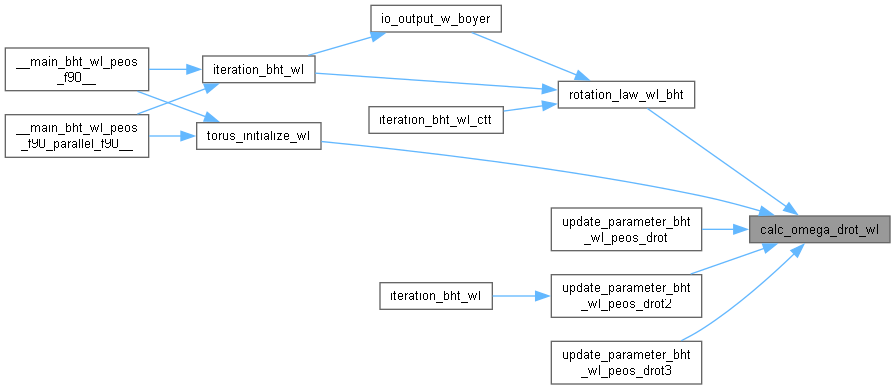 io_output_w_boyer
__main_bht_wl_peos
_f90__
iteration_bht_wl
rotation_law_wl_bht
iteration_bht_wl_ctt
__main_bht_wl_peos
_f90_parallel_f90__
torus_initialize_wl
update_parameter_bht
_wl_peos_drot
calc_omega_drot_wl
iteration_bht_wl
update_parameter_bht
_wl_peos_drot2
update_parameter_bht
_wl_peos_drot3